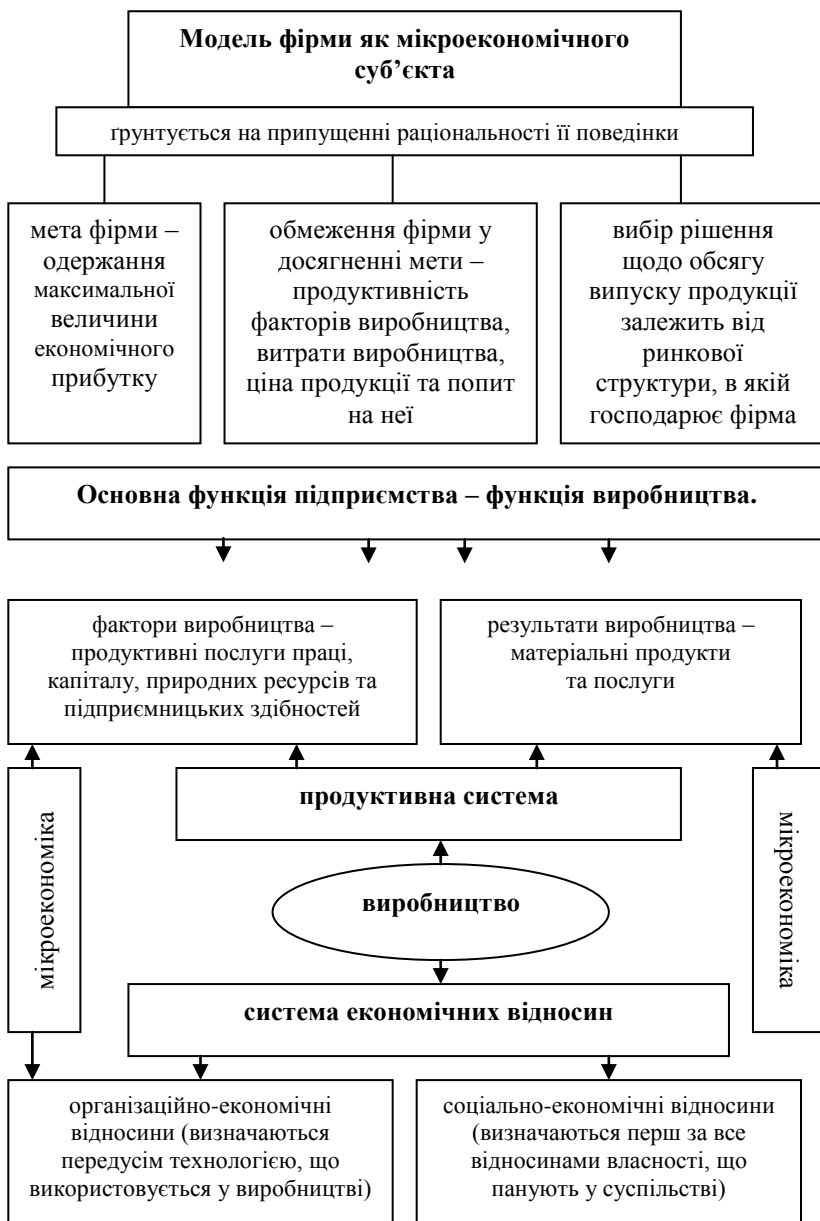 Модель фірми як мікроекономічного
суб’єкта
ґрунтується на припущенні раціональності її поведінки
мета фірми –
одержання
максимальної
величини
економічного
прибутку
обмеження фірми у
досягненні мети –
продуктивність
факторів виробництва,
витрати виробництва,
ціна продукції та попит
на неї
вибір рішення
щодо обсягу
випуску продукції
залежить від
ринкової
структури, в якій
господарює фірма
Основна функція підприємства – функція виробництва.
фактори виробництва –
продуктивні послуги праці,
капіталу, природних ресурсів та
підприємницьких здібностей
результати виробництва –
матеріальні продукти
та послуги
мікроекономіка
продуктивна система
мікроекономіка
виробництво
система економічних відносин
організаційно-економічні
відносини (визначаються
передусім технологією, що
використовується у виробництві)
соціально-економічні відносини
(визначаються перш за все
відносинами власності, що
панують у суспільстві)